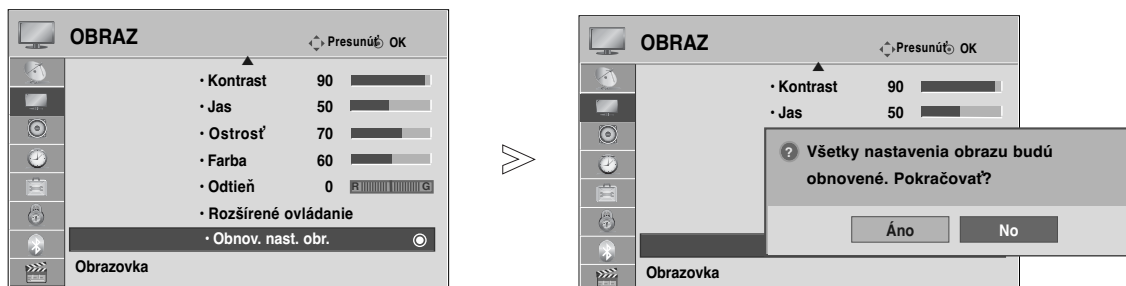 OBRAZ
Presunúť OK
· Kontrast 90
· Jas 50
· Ostrosť 70
· Farba 60
· Odtieň 0 R G
· Rozšírené ovládanie
· Obnov. nast. obr.
Obrazovka
OBRAZ
Presunúť OK
· Kontrast 90
· Jas 50
? Všetky nastavenia obrazu budú
obnovené. Pokračovať?
Áno No
Obrazovka